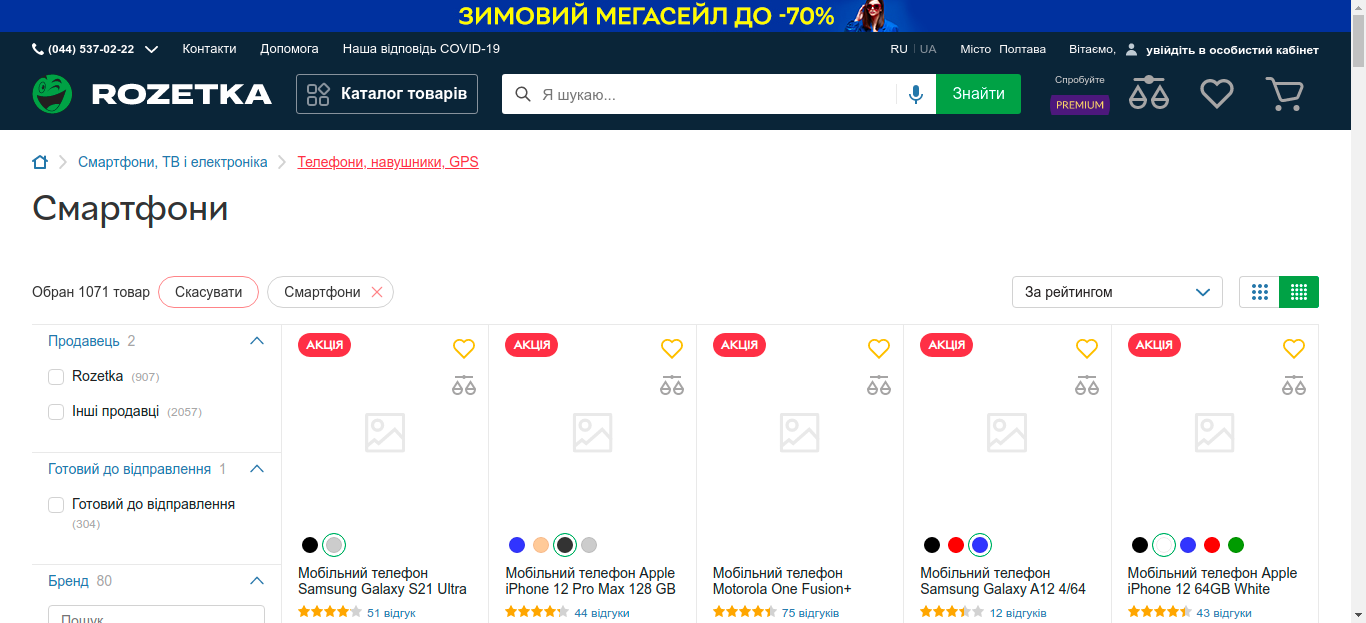 ЗИМОВИЙ МЕГАСЕЙЛ ДО -70%
(044) 537-02-22 Контакти Допомога Наша відповідь COVID-19 RU | UA Місто Полтава Вітаємо, увійдіть в особистий кабінет
ROZETKA Каталог товарів Я шукаю... Знайти Спробуйте
PREMIUM
Смартфони, ТВ і електроніка Телефони, навушники, GPS
Смартфони
Обран 1071 товар Скасувати Смартфони За рейтингом
Продавець 2
Rozetka (907)
Інші продавці (2057)
Готовий до відправлення 1
Готовий до відправлення
(304)
Бренд 80
Пошук
АКЦІЯ АКЦІЯ АКЦІЯ АКЦІЯ АКЦІЯ
Мобільний телефон
Samsung Galaxy S21 Ultra
51 відгук
Мобільний телефон Apple
iPhone 12 Pro Max 128 GB
44 відгуки
Мобільний телефон
Motorola One Fusion+
75 відгуків
Мобільний телефон
Samsung Galaxy A12 4/64
12 відгуків
Мобільний телефон Apple
iPhone 12 64GB White
43 відгуки